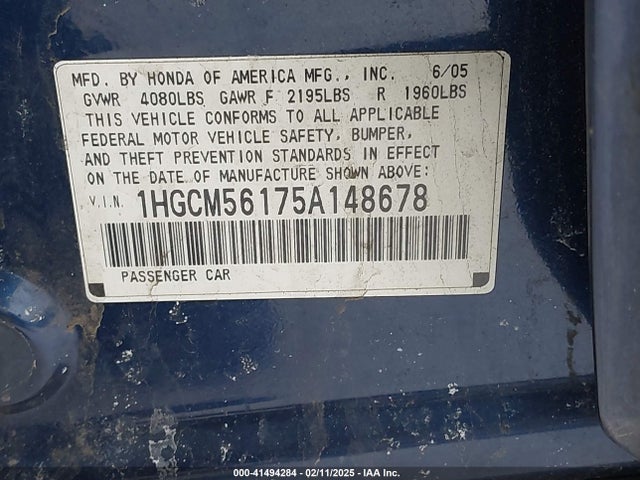 MFD. BY HONDA OF AMERICA MFG., INC. 6/05
GVWR 4080LBS GAWR F 2195LBS R 1960LBS
THIS VEHICLE CONFORMS TO ALL APPLICABLE
FEDERAL MOTOR VEHICLE SAFETY, BUMPER,
AND THEFT PREVENTION STANDARDS IN EFFECT
ON THE DATE OF MANUFACTURE SHOWN ABOVE:
V.I.N. 1HGCM56175A148678
PASSENGER CAR
000-41494284 - 02/11/2025 - IAA Inc.